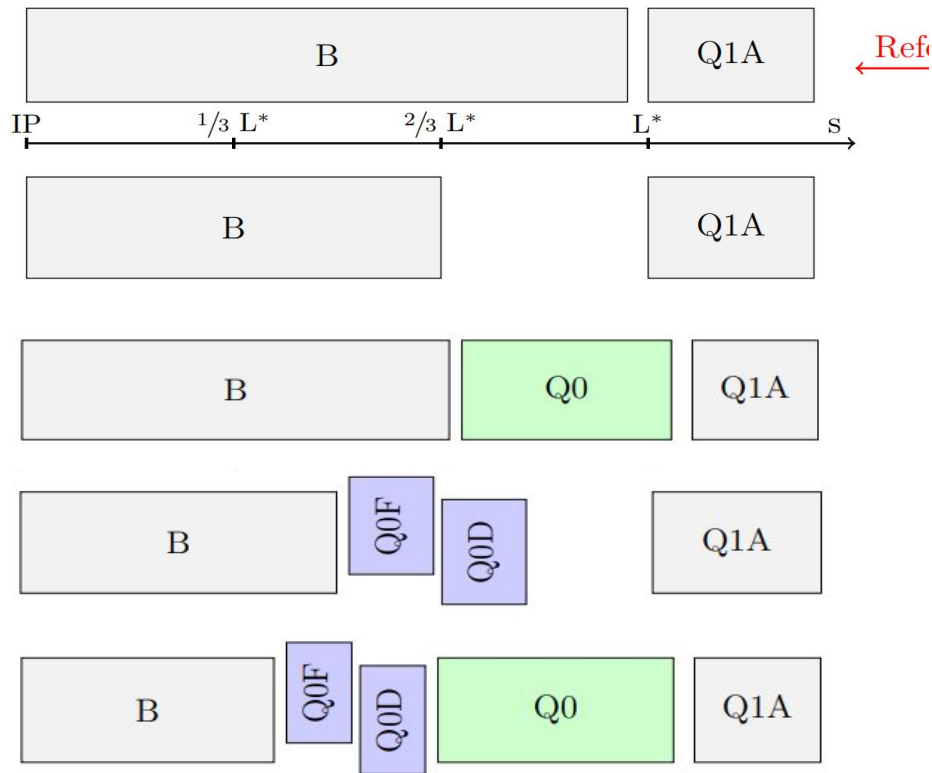 B Q1A Refe
IP 1/3 L* 2/3 L* L* s
B Q1A
B Q0 Q1A
B Q0F Q0D Q1A
B Q0F Q0D Q0 Q1A